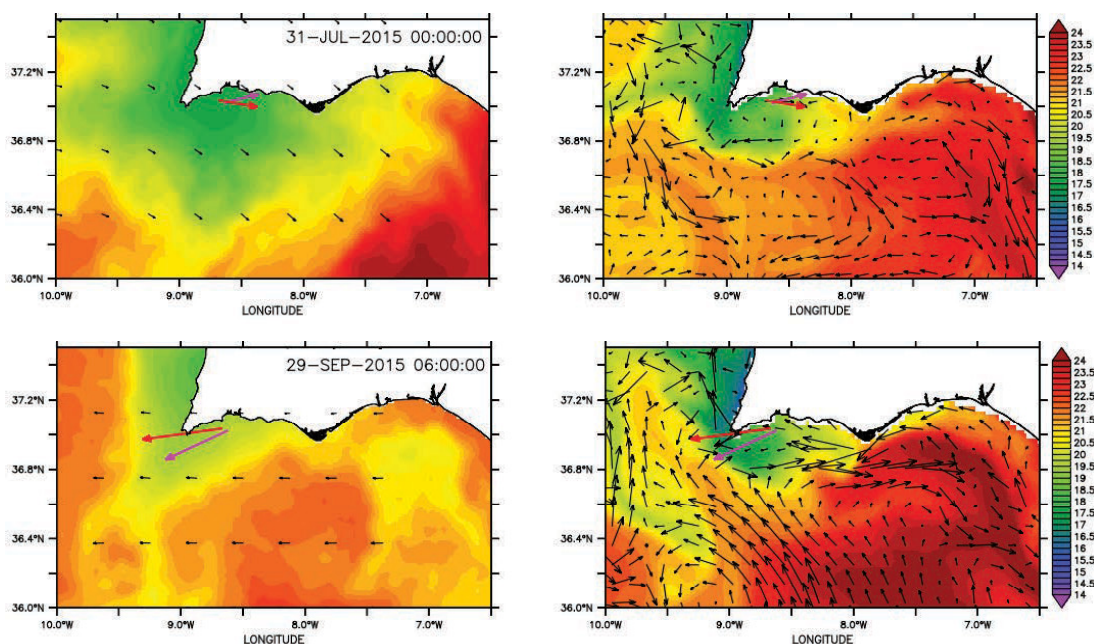 31-JUL-2015 00:00:00
37.2°N
36.8°N
36.4°N
36.0°N
10.0°W 9.0°W 8.0°W 7.0°W
LONGITUDE
37.2°N
36.8°N
36.4°N
36.0°N
10.0°W 9.0°W 8.0°W 7.0°W
LONGITUDE
24
23.5
23
22.5
22
21.5
21
20.5
20
19.5
19
18.5
18
17.5
17
16.5
16
15.5
15
14.5
14
29-SEP-2015 06:00:00
37.2°N
36.8°N
36.4°N
36.0°N
10.0°W 9.0°W 8.0°W 7.0°W
LONGITUDE
37.2°N
36.8°N
36.4°N
36.0°N
10.0°W 9.0°W 8.0°W 7.0°W
LONGITUDE
24
23.5
23
22.5
22
21.5
21
20.5
20
19.5
19
18.5
18
17.5
17
16.5
16
15.5
15
14.5
14